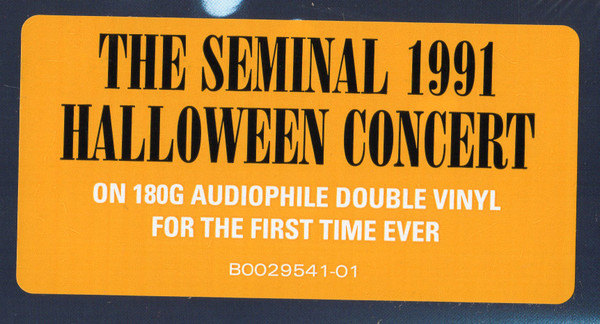 THE SEMINAL 1991
HALLOWEEN CONCERT
ON 180G AUDIOPHILE DOUBLE VINYL
FOR THE FIRST TIME EVER
B0029541-01